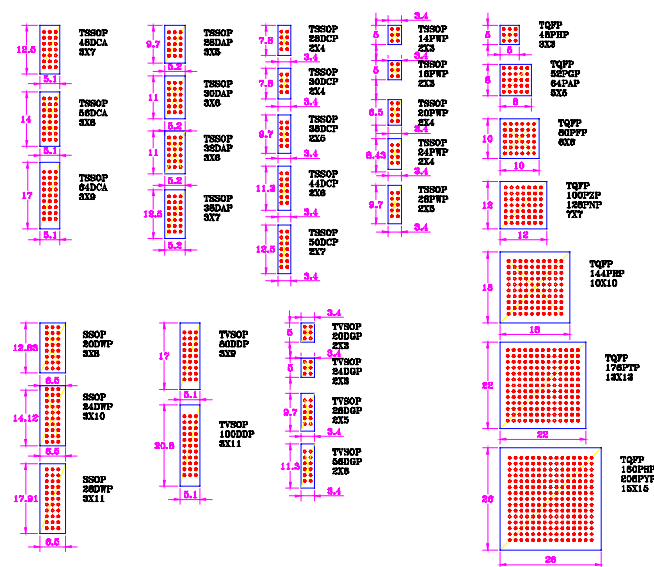 TSSOP
48DCA
3X7
12.5
5.1
TSSOP
56DCA
3X8
14
5.1
TSSOP
64DCA
3X9
17
5.1
TSSOP
28DAP
3X5
9.7
5.2
TSSOP
30DAP
3X6
11
5.2
TSSOP
32DAP
3X6
11
5.2
TSSOP
38DAP
3X7
12.5
5.2
TSSOP
28DCP
2X4
7.8
3.4
TSSOP
30DCP
2X4
7.8
3.4
TSSOP
38DCP
2X5
9.7
3.4
TSSOP
44DCP
2X6
11.3
3.4
TSSOP
50DCP
2X7
12.5
3.4
3.4
TSSOP
14PWP
2X3
5
TSSOP
16PWP
2X3
5
3.4
TSSOP
20PWP
2X4
6.5
3.4
TSSOP
24PWP
2X4
8.43
3.4
TSSOP
28PWP
2X5
9.7
TQFP
48PHP
3X3
5
5
TQFP
52PGP
64PAP
5X5
8
8
TQFP
80PFP
6X6
10
10
TQFP
100PZP
128PNP
7X7
12
12
TQFP
144PRP
10X10
18
18
TQFP
176PTP
13X13
22
22
TQFP
208PYP
15X15
26
26
SSOP
20DWP
3X8
12.83
6.5
SSOP
24DWP
3X10
14.12
6.5
SSOP
28DWP
3X11
17.91
6.5
TVSOP
80DDP
3X9
17
5.1
TVSOP
100DDP
3X11
20.8
5.1
3.4
TVSOP
20DGP
2X3
5
3.4
TVSOP
24DGP
2X3
5
3.4
TVSOP
2X5
9.7
3.4
TVSOP
56DGP
2X6
11.3
3.4